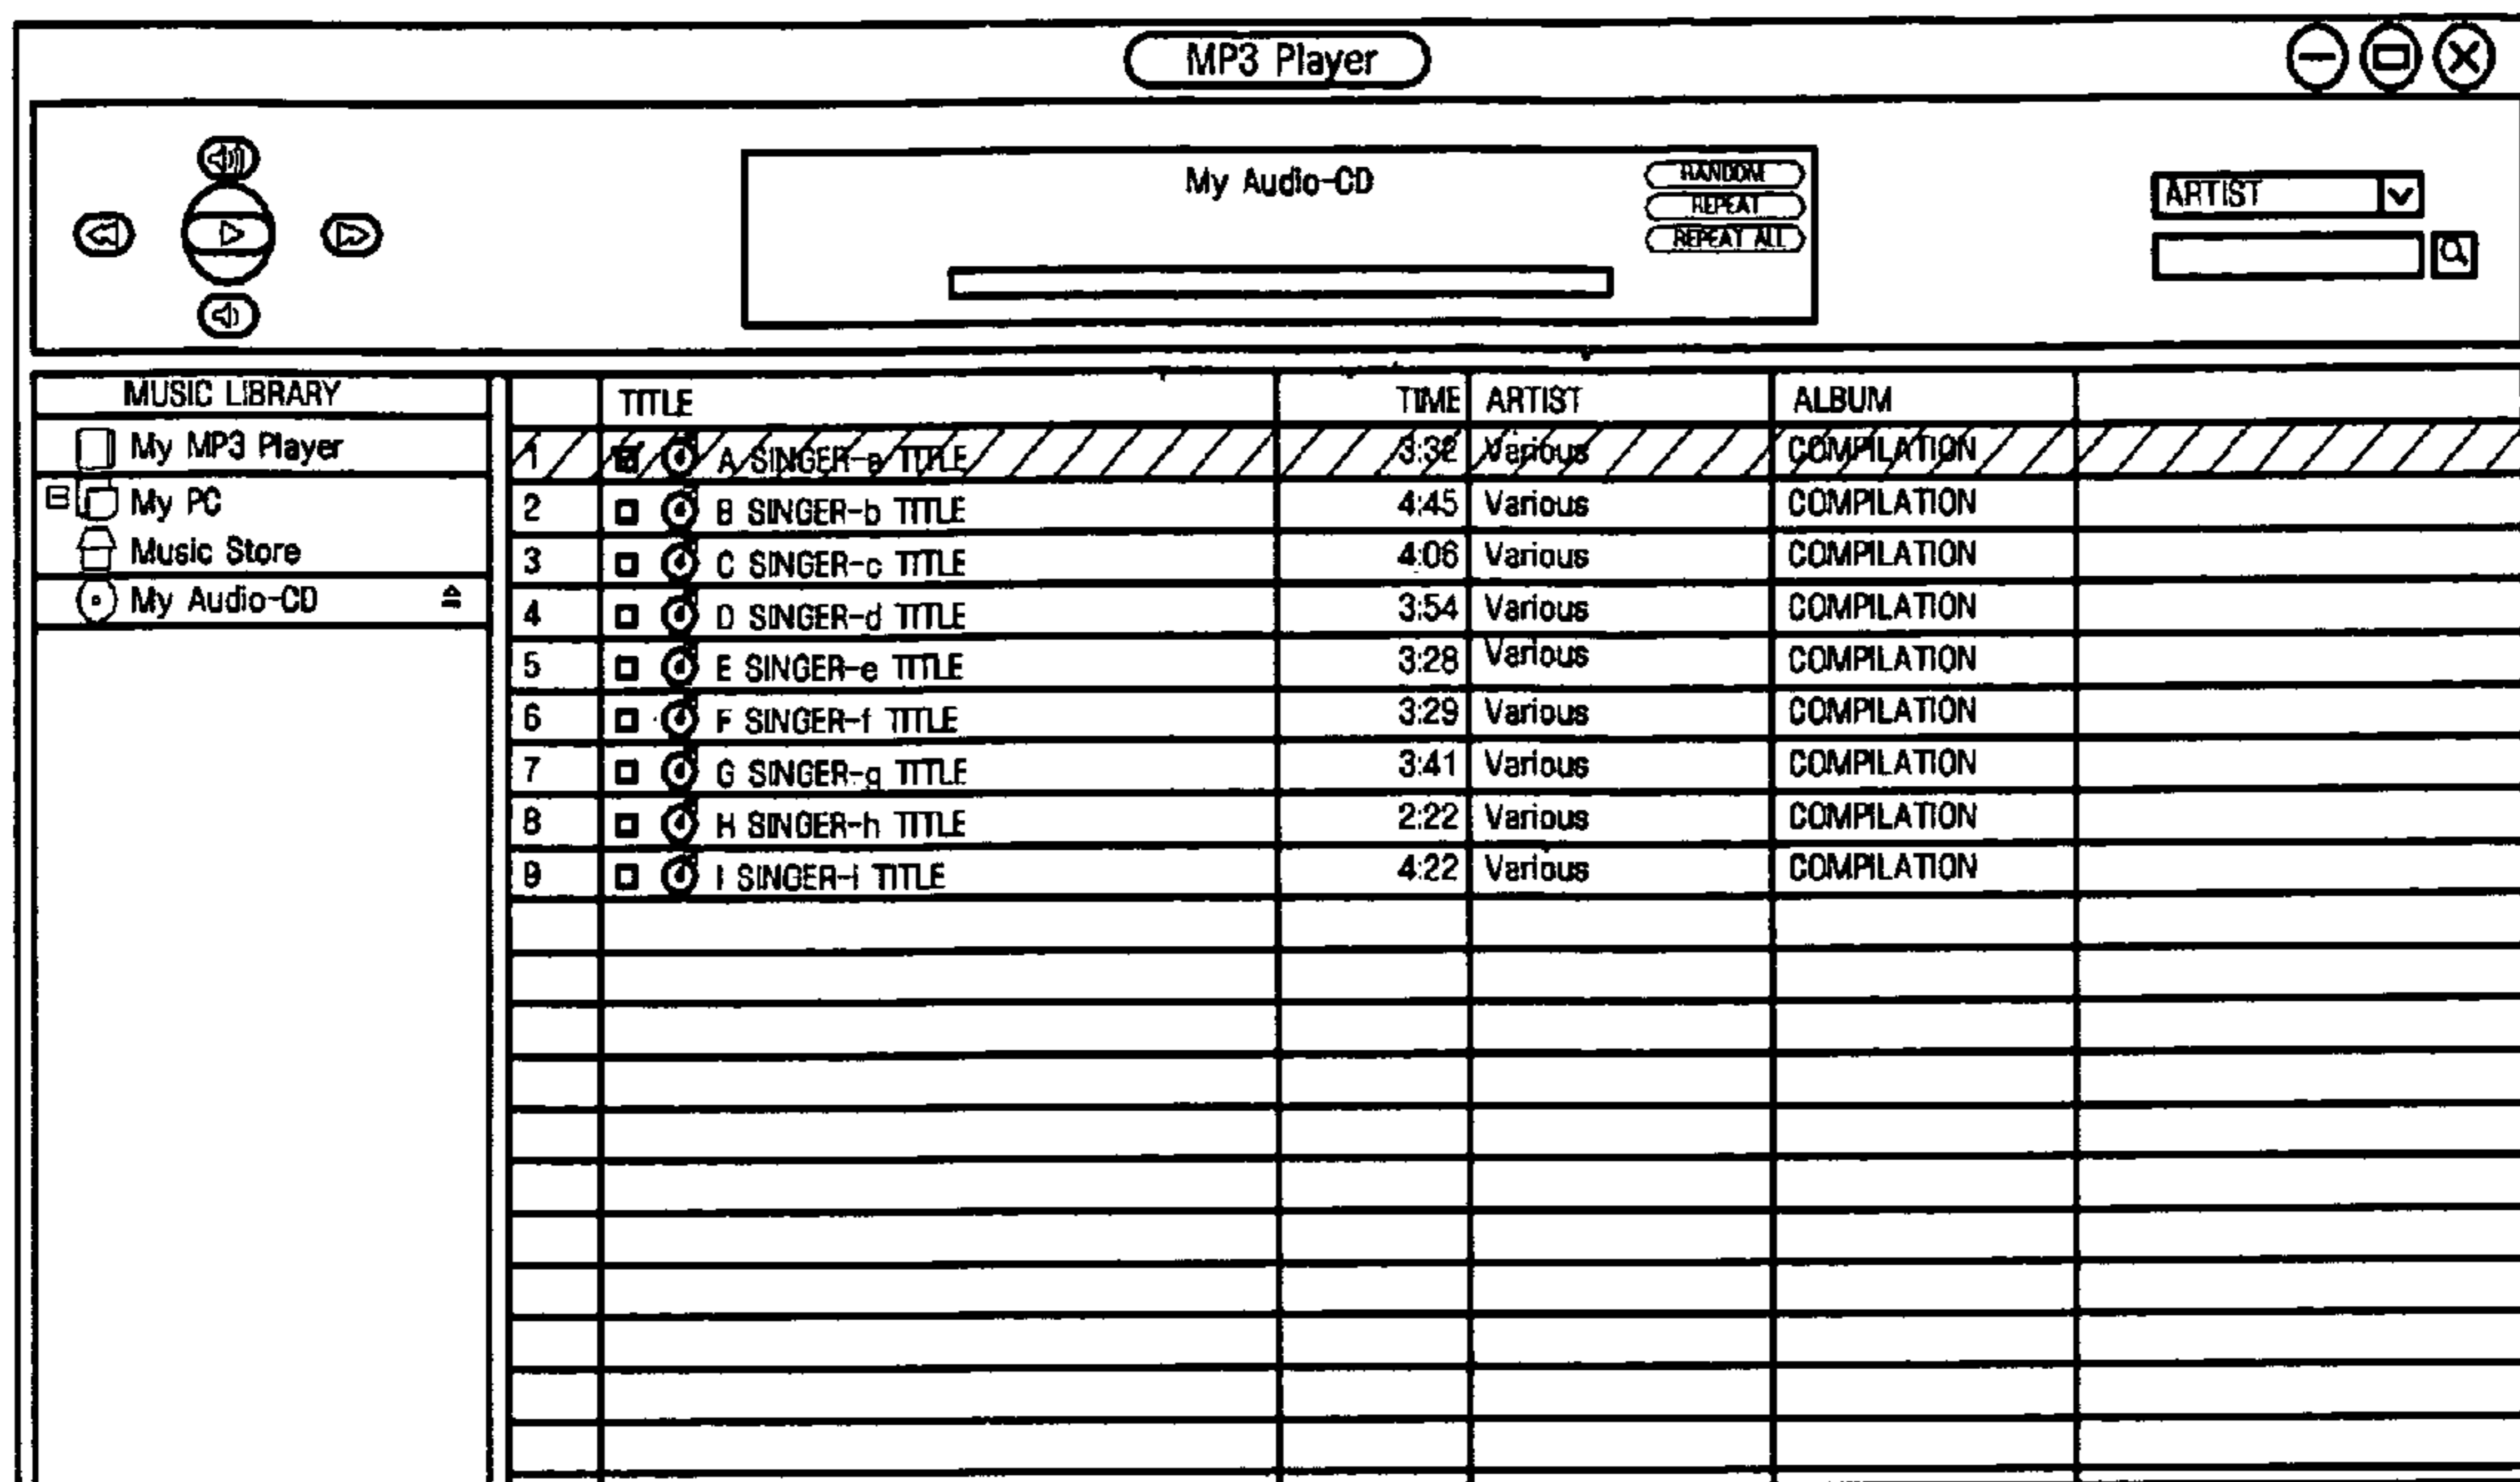 MP3 Player
My Audio-CD
RANDOM
REPEAT
REPEAT ALL
ARTIST
MUSIC LIBRARY
My MP3 Player
My PC
Music Store
My Audio-CD
TITLE TIME ARTIST ALBUM
1 A SINGER-a TITLE 3:32 Various COMPILATION
2 B SINGER-b TITLE 4:45 Various COMPILATION
3 C SINGER-c TITLE 4:06 Various COMPILATION
4 D SINGER-d TITLE 3:54 Various COMPILATION
5 E SINGER-e TITLE 3:28 Various COMPILATION
6 F SINGER-f TITLE 3:29 Various COMPILATION
7 G SINGER-g TITLE 3:41 Various COMPILATION
8 H SINGER-h TITLE 2:22 Various COMPILATION
9 I SINGER-i TITLE 4:22 Various COMPILATION